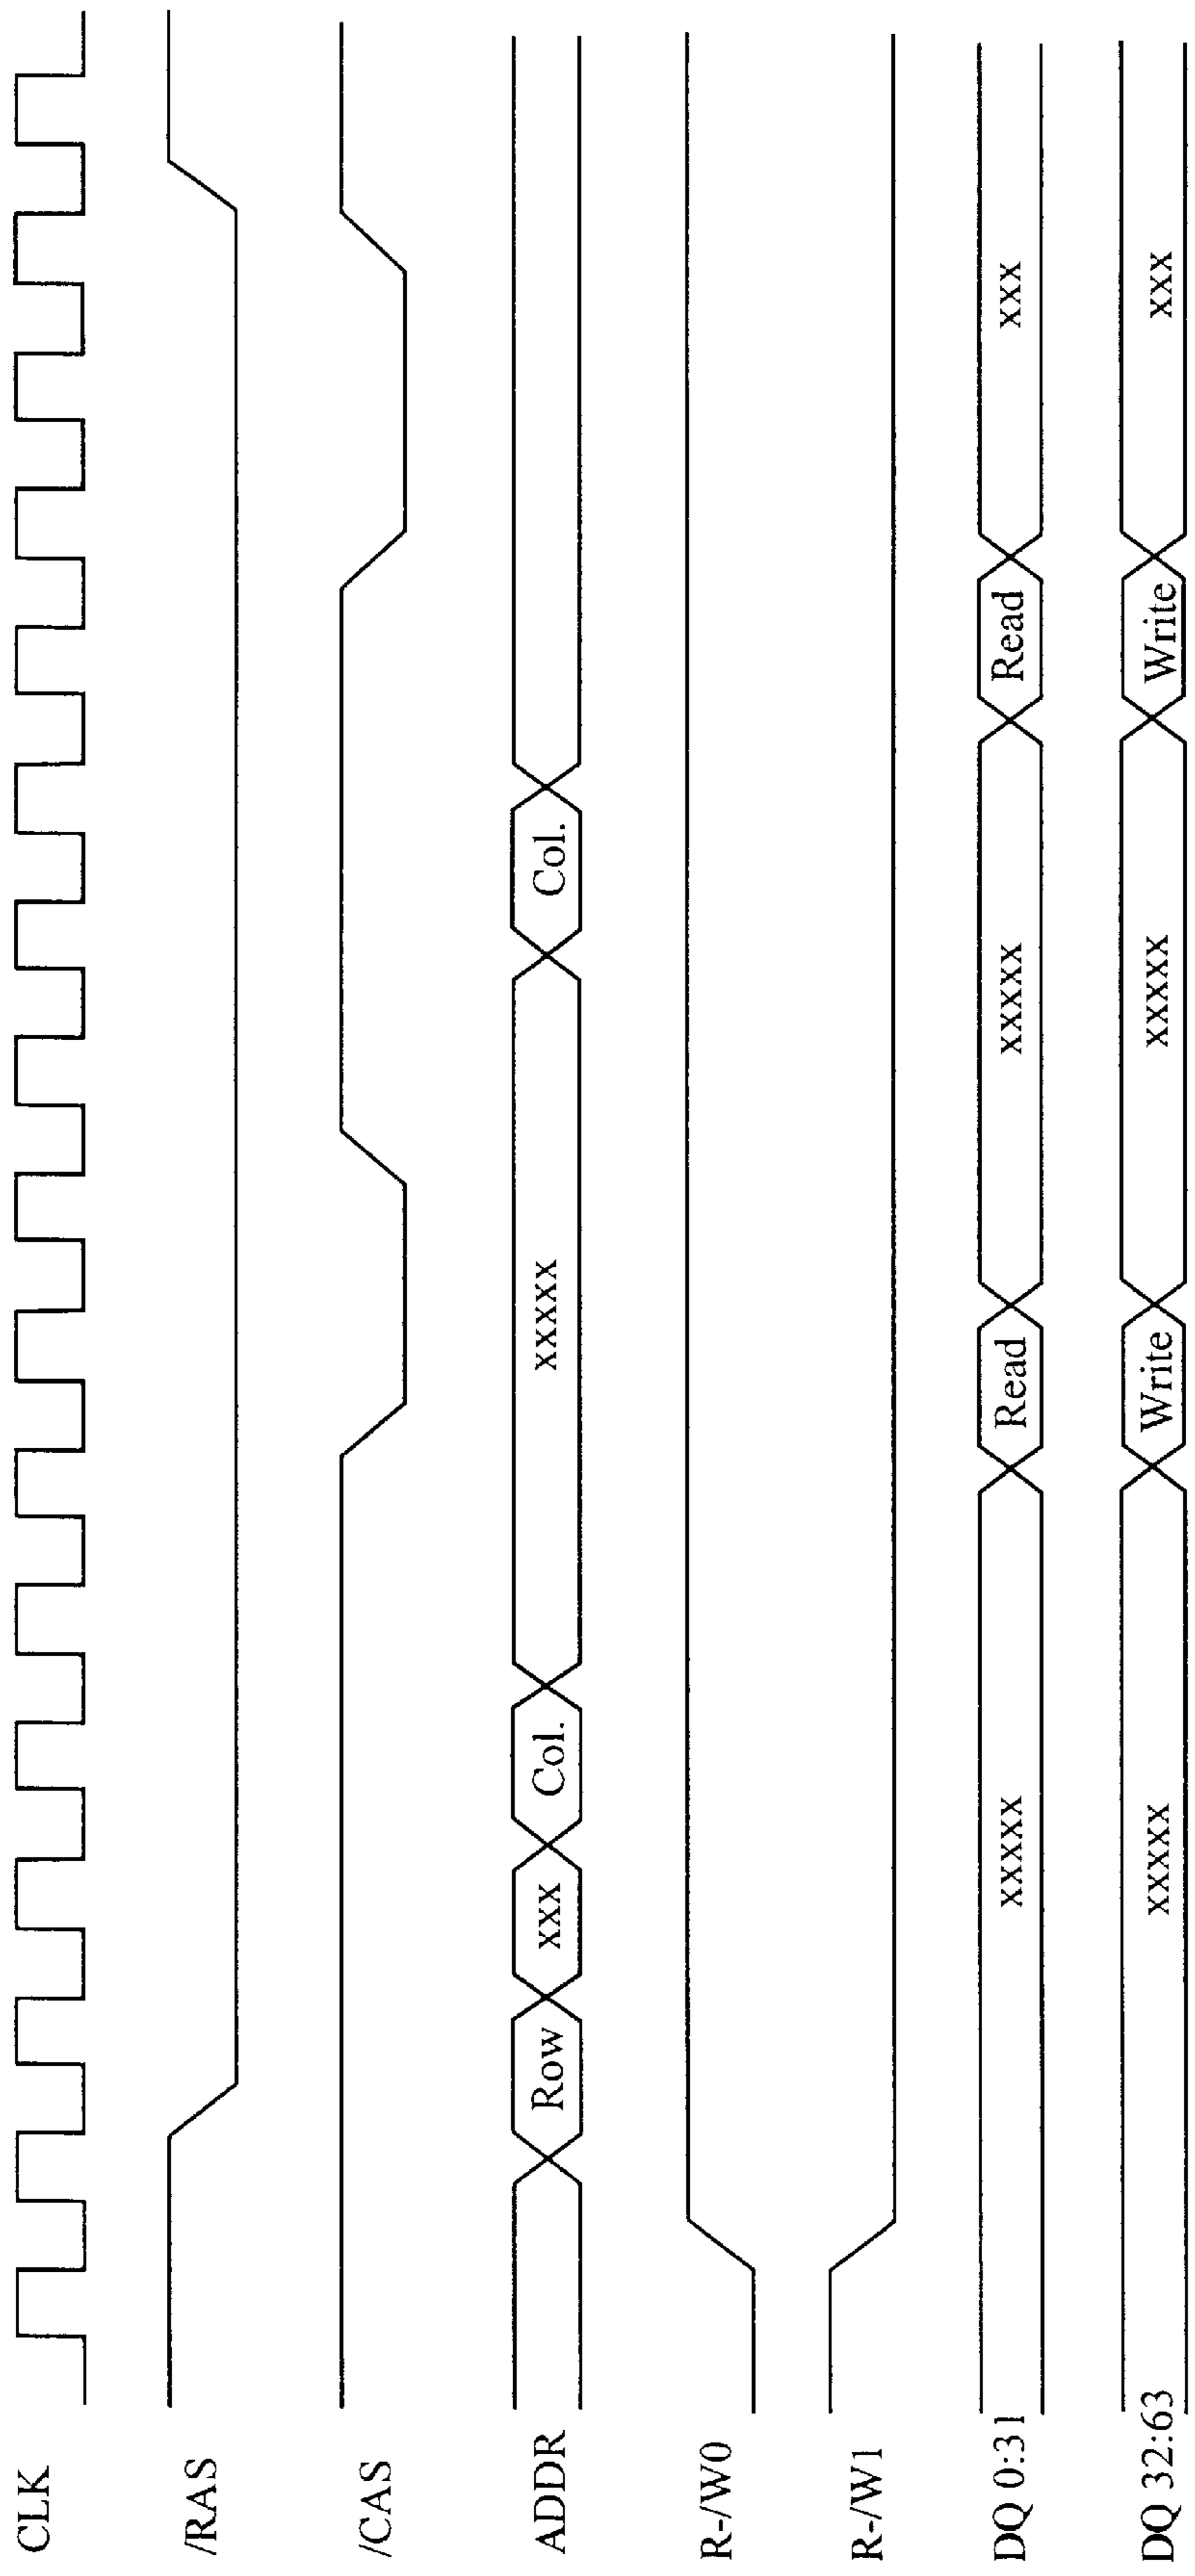 CLK
/RAS
/CAS
ADDR Row xxx Col. xxxxx Col.
R-/W0
R-/W1
DQ 0:31 xxxxx Read xxxxx Read xxx
DQ 32:63 xxxxx Write xxxxx Write xxx